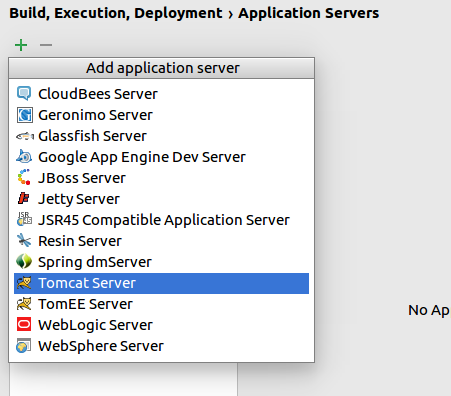 Build, Execution, Deployment › Application Servers
Add application server
CloudBees Server
Geronimo Server
Glassfish Server
Google App Engine Dev Server
JBoss Server
Jetty Server
JSR45 Compatible Application Server
Resin Server
Spring dmServer
Tomcat Server
No Ap
TomEE Server
WebLogic Server
WebSphere Server